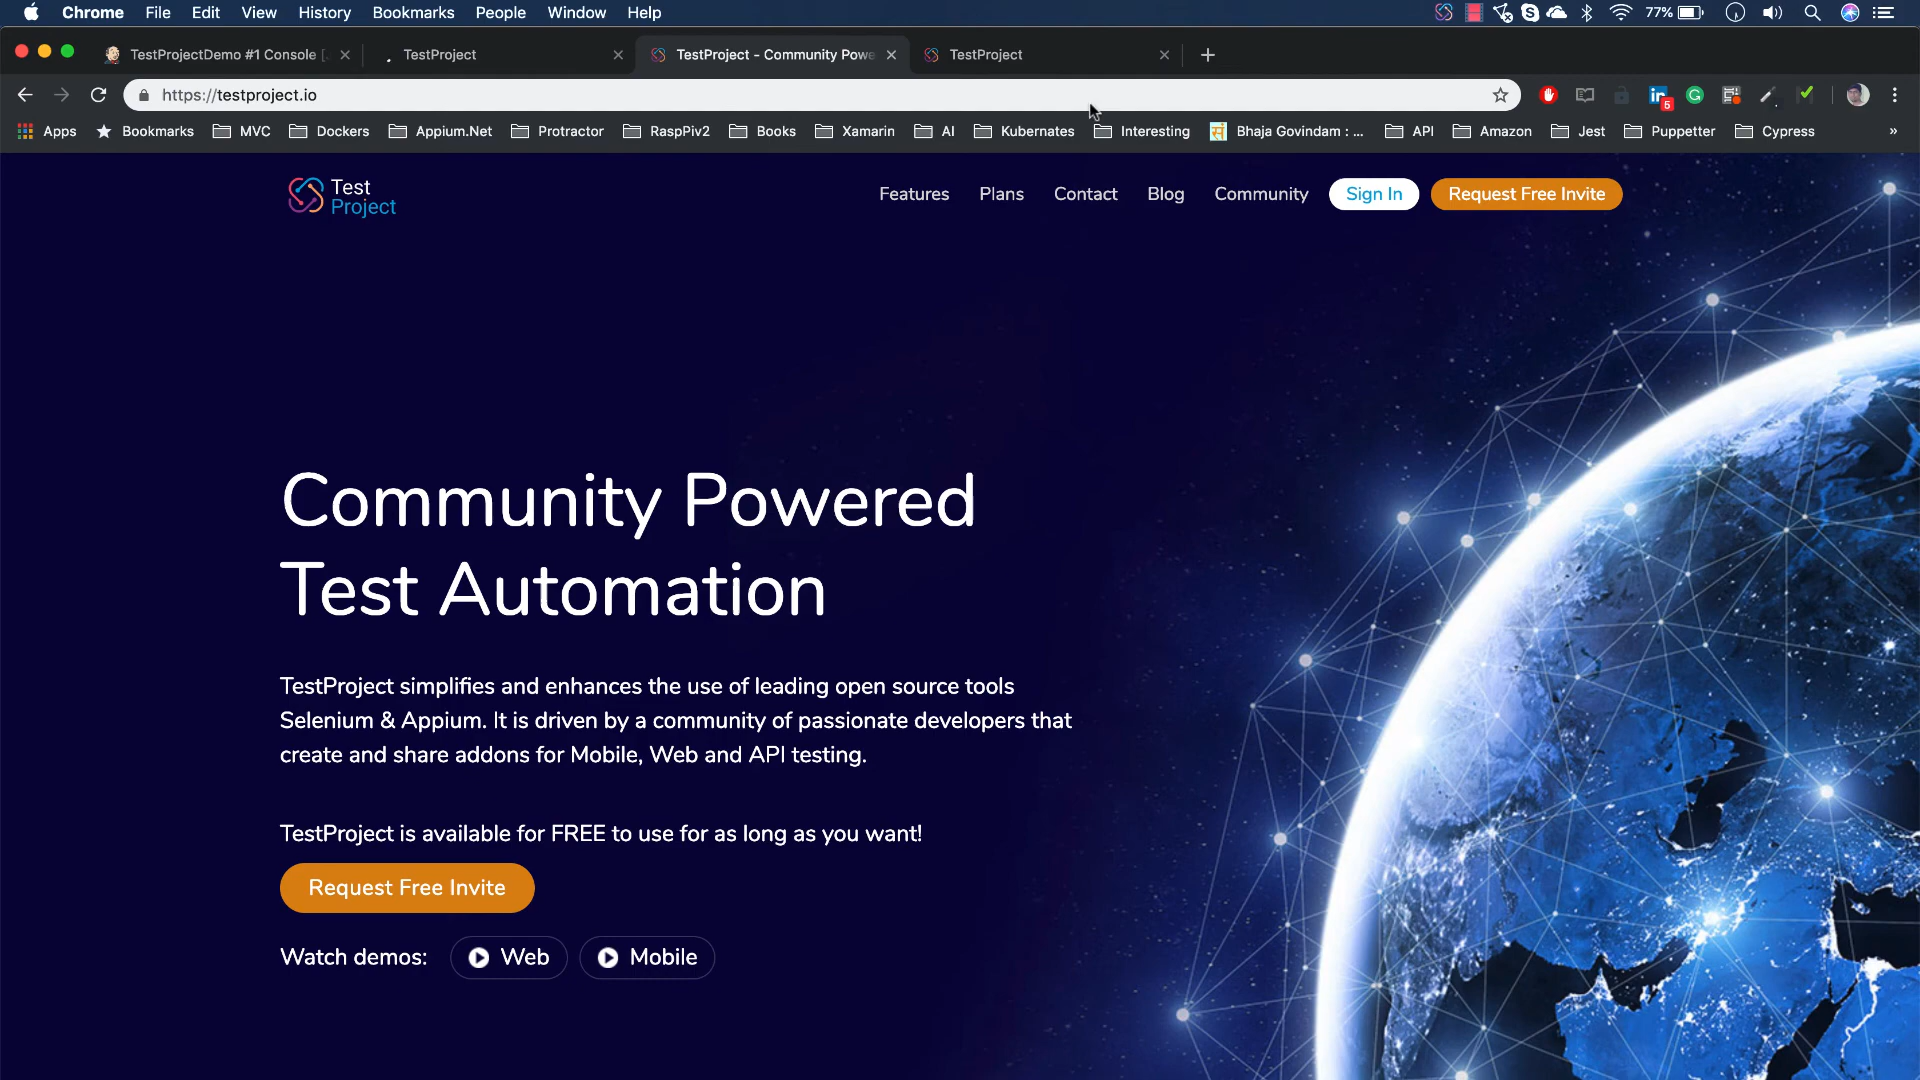 Chrome File Edit View History Bookmarks People Window Help 77%
TestProjectDemo #1 Console [ TestProject TestProject - Community Powe TestProject
https://testproject.io
Apps Bookmarks MVC Dockers Appium.Net Protractor RaspPiv2 Books Xamarin AI Kubernates Interesting Bhaja Govindam : ... API Amazon Jest Puppetter Cypress »
Test
Project
Features Plans Contact Blog Community Sign In Request Free Invite
Community Powered
Test Automation
TestProject simplifies and enhances the use of leading open source tools
Selenium & Appium. It is driven by a community of passionate developers that
create and share addons for Mobile, Web and API testing.
TestProject is available for FREE to use for as long as you want!
Request Free Invite
Watch demos: Web Mobile